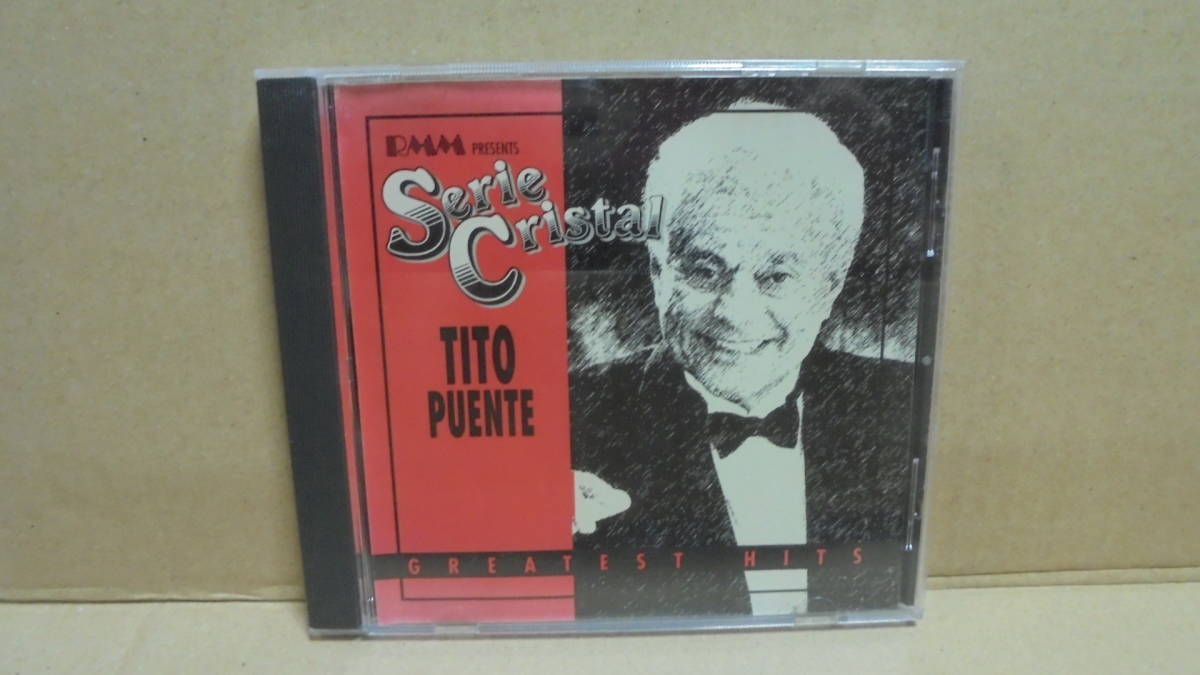 RMM PRESENTS
Serie
Cristal
TITO
PUENTE
GREATEST HITS